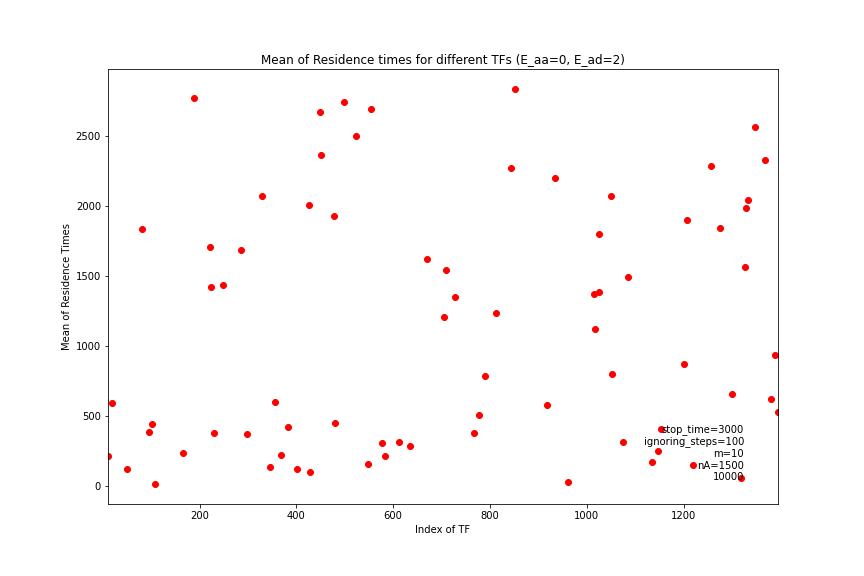 Mean of Residence times for different TFs (E_aa=0, E_ad=2)
Mean of Residence Times
2500
2000
1500
1000
500
0
stop_time=3000
ignoring_steps=100
m=10
nA=1500
10000
200 400 600 800 1000 1200
Index of TF